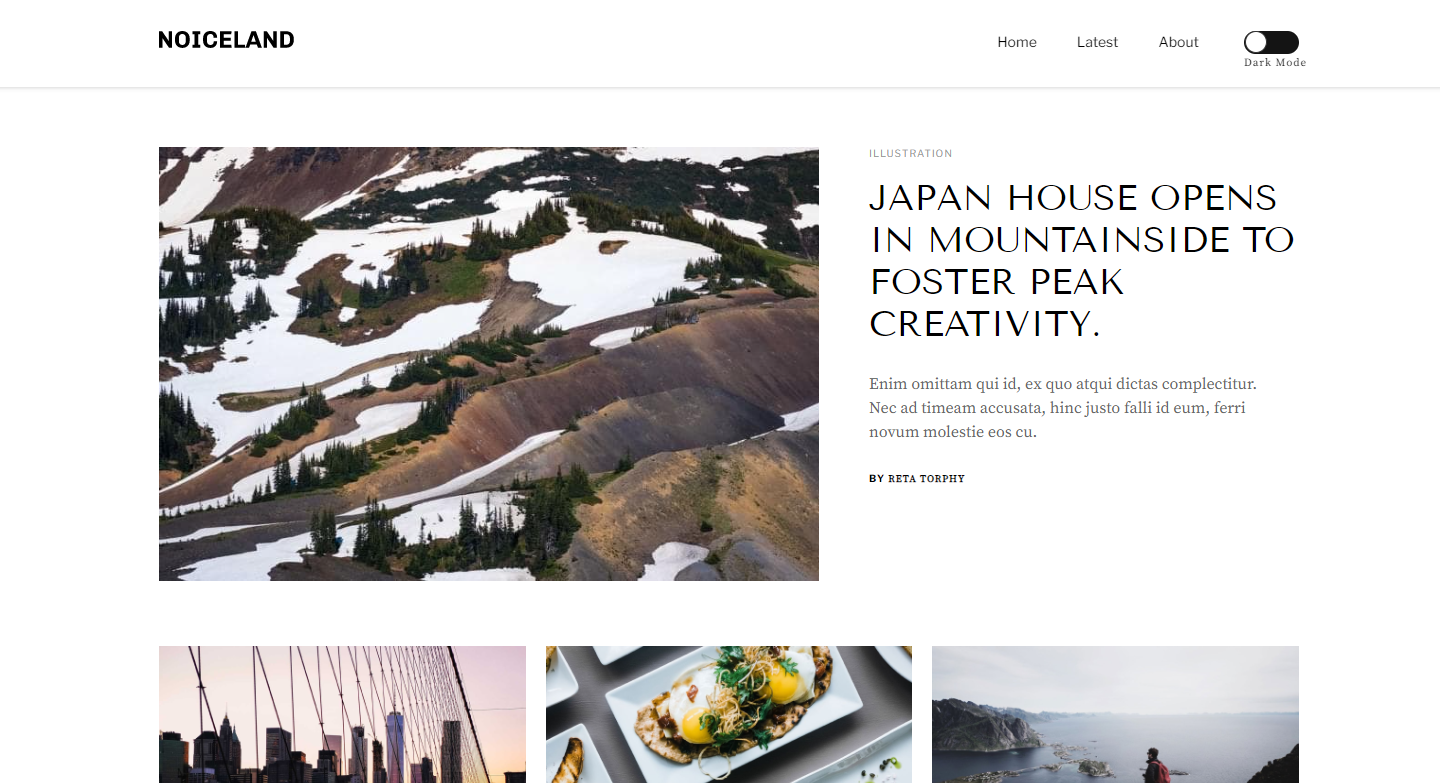 NOICELAND
Home
Latest
About
Dark Mode
ILLUSTRATION
JAPAN HOUSE OPENS
IN MOUNTAINSIDE TO
FOSTER PEAK
CREATIVITY.
Enim omittam qui id, ex quo atqui dictas complectitur.
Nec ad timeam accusata, hinc justo falli id eum, ferri
novum molestie eos cu.
BY RETA TORPHY